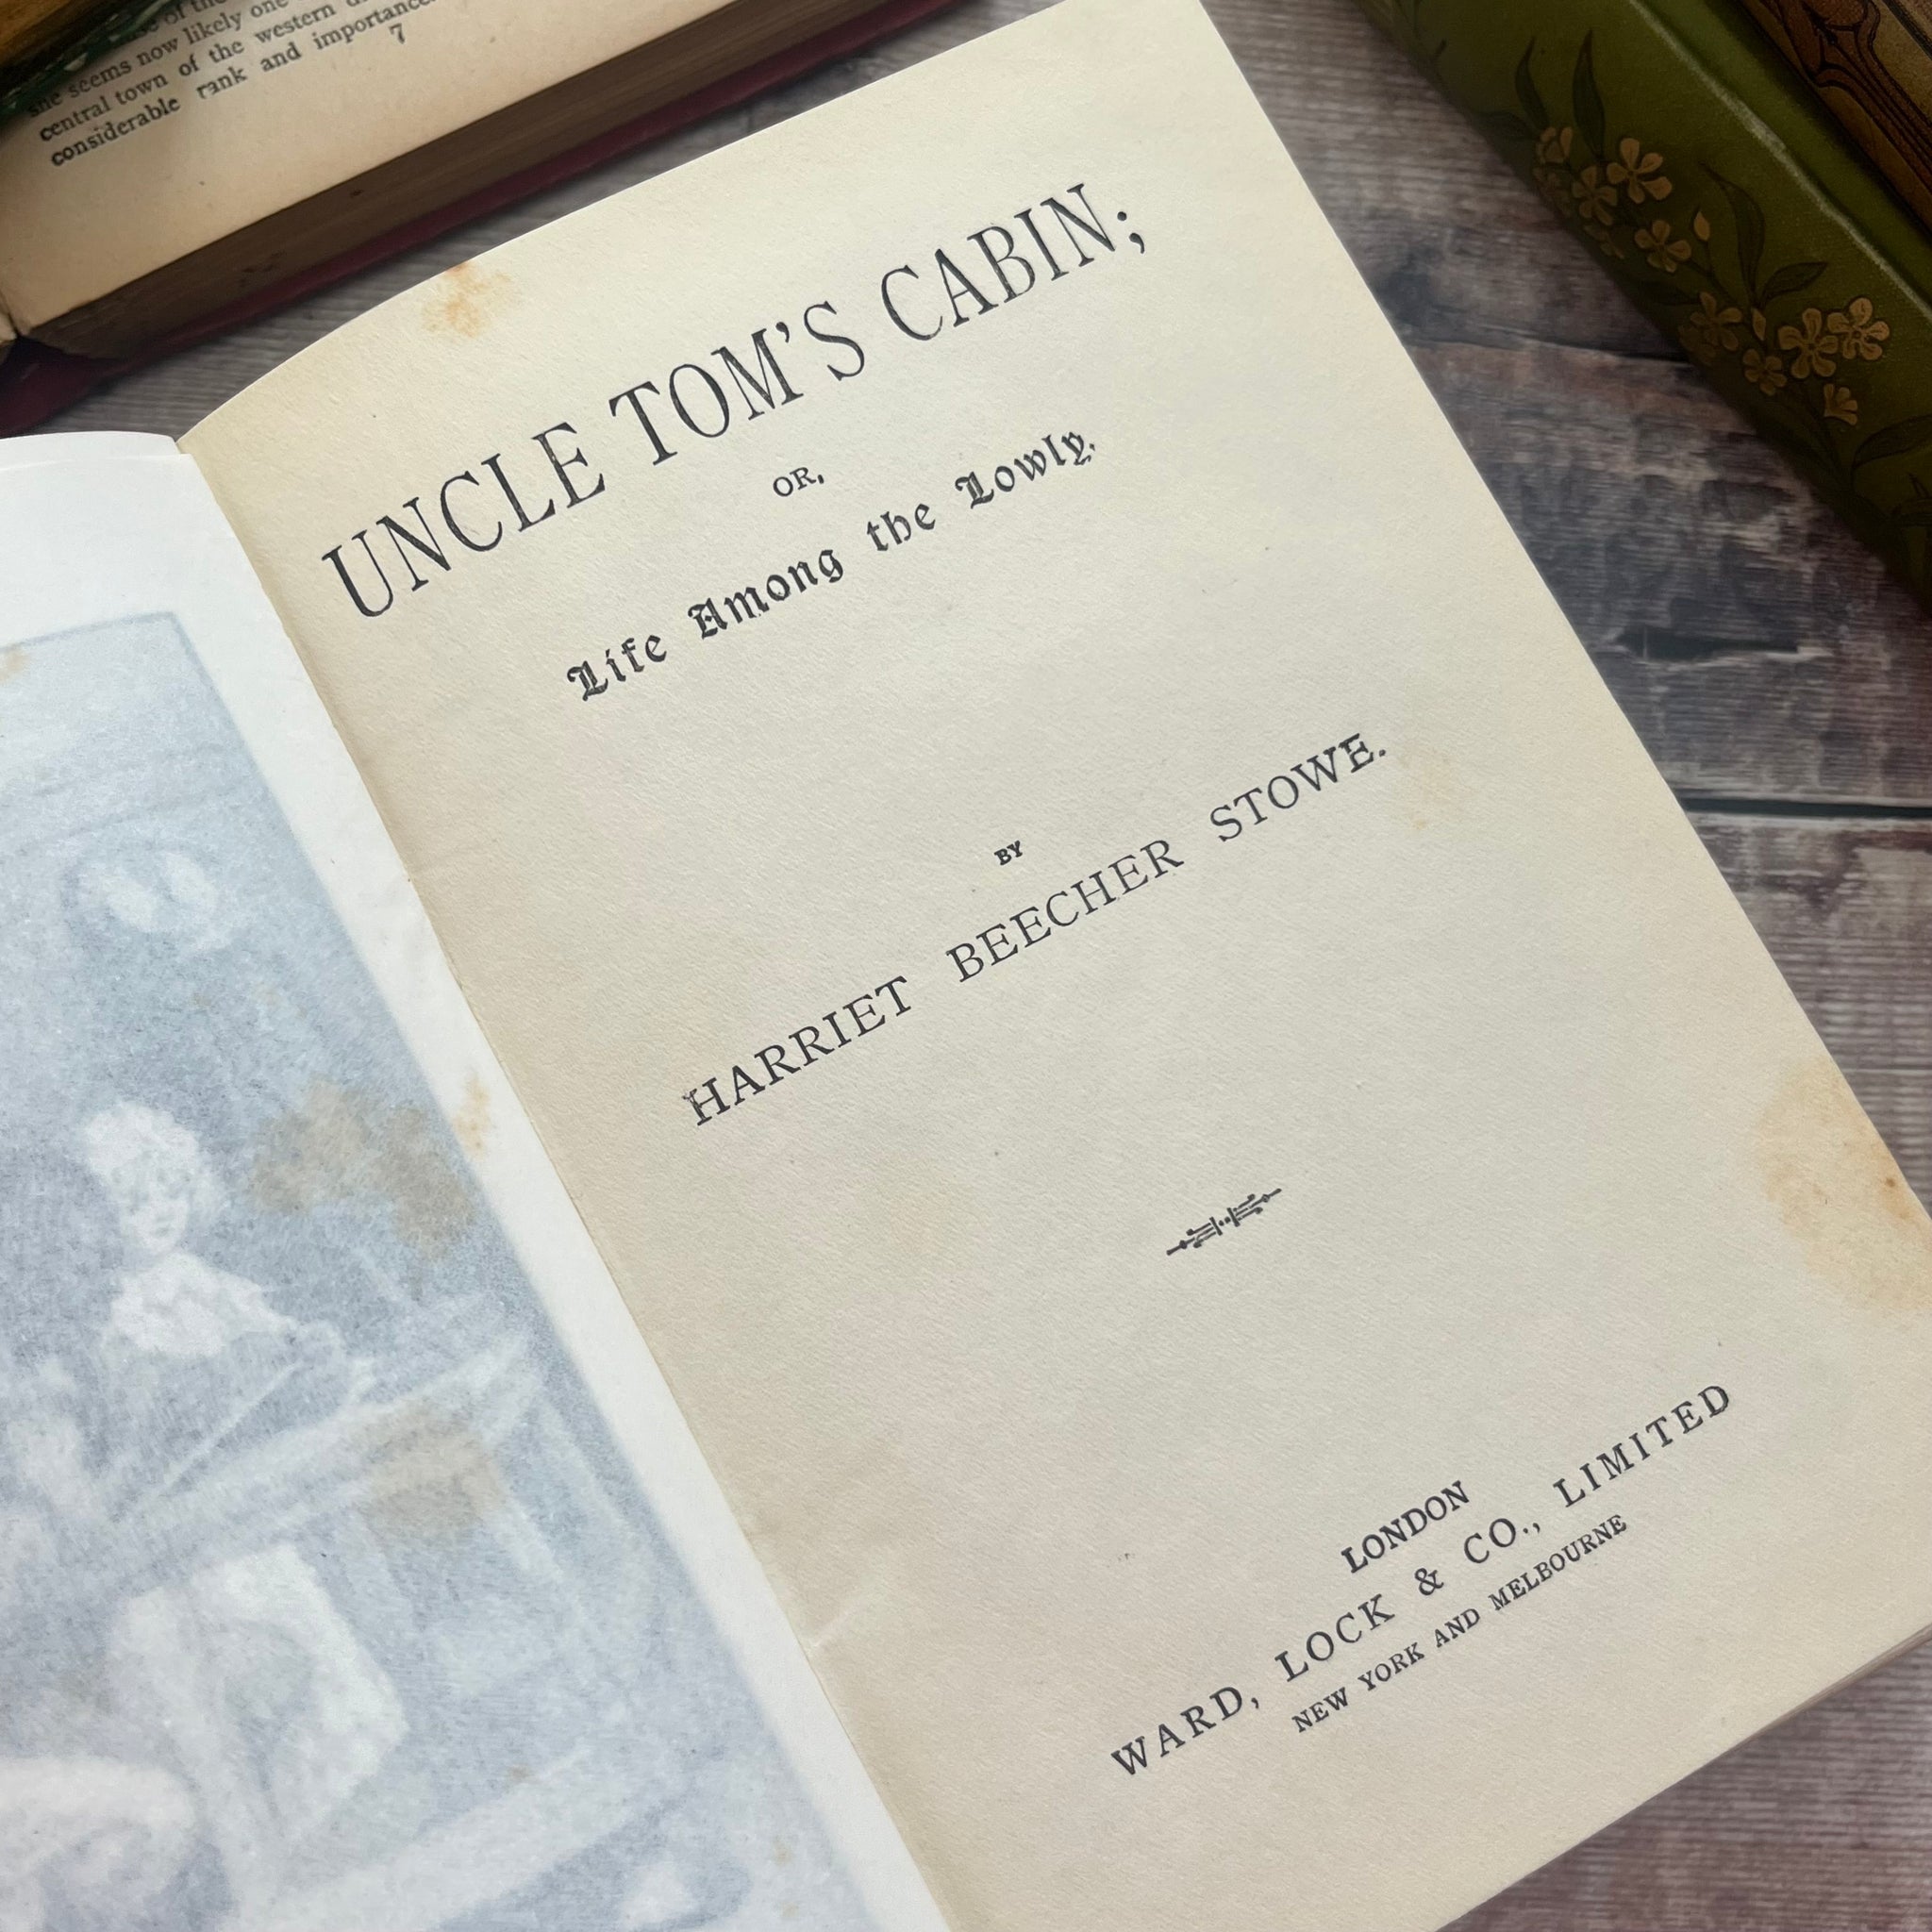 she seems now likely one
central town of the western
considerable rank and importance
7
UNCLE TOM'S CABIN;
OR,
Life Among the Lowly.
BY
HARRIET BEECHER STOWE.
LONDON
WARD, LOCK & CO., LIMITED
NEW YORK AND MELBOURNE